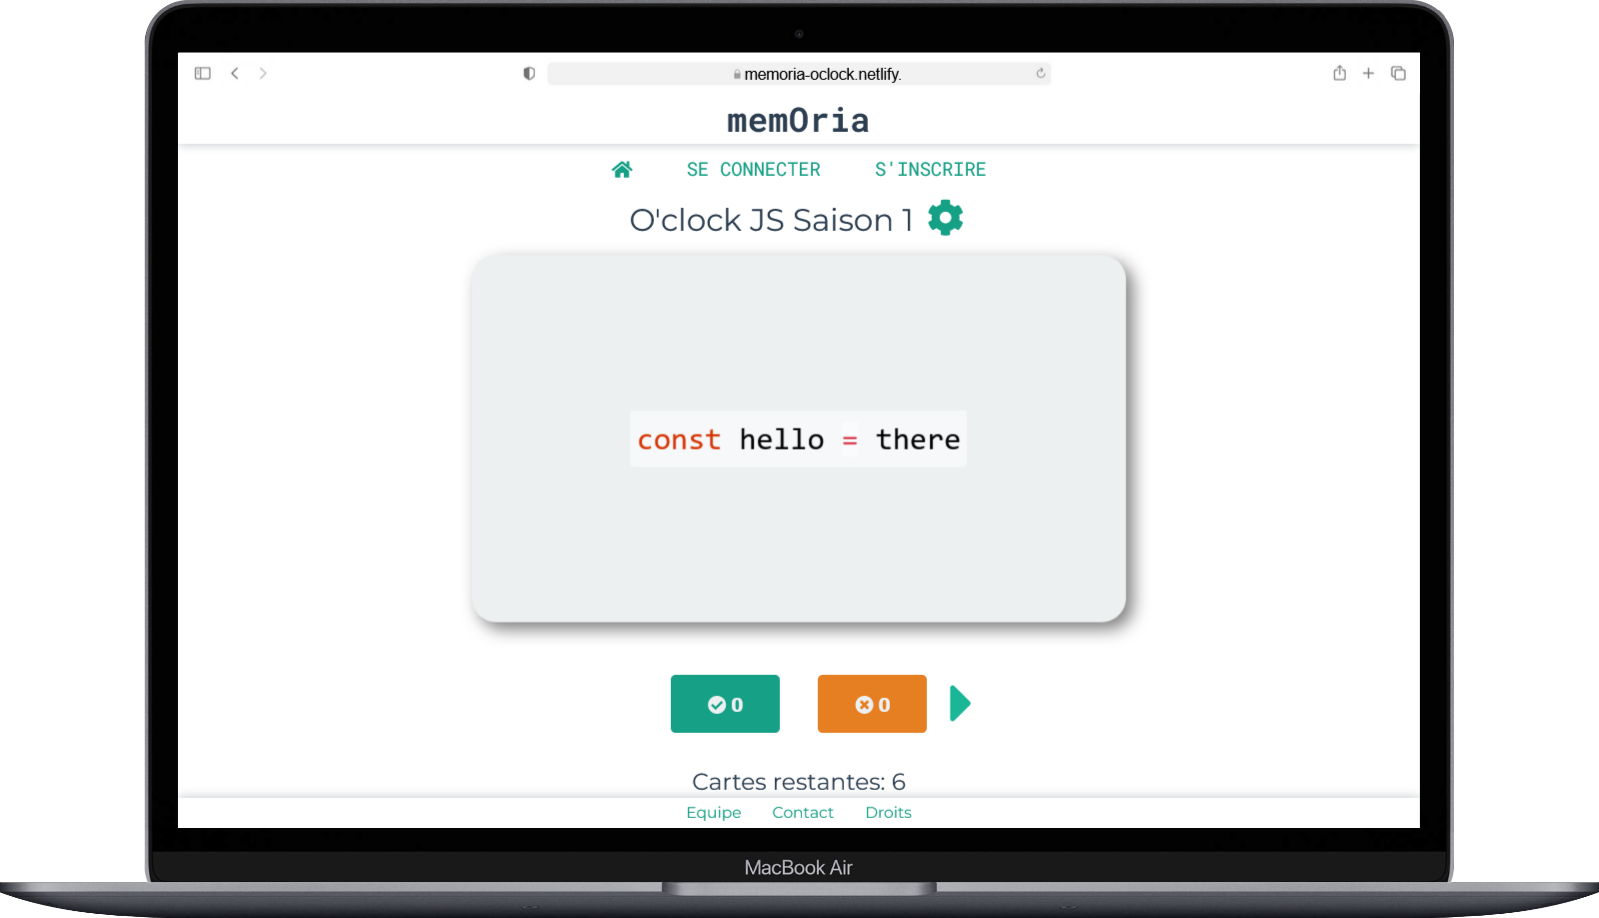 memoria-oclock.netlify.
memOria
SE CONNECTER S'INSCRIRE
O'clock JS Saison 1
const hello = there
0 0
Cartes restantes: 6
Equipe Contact Droits
MacBook Air